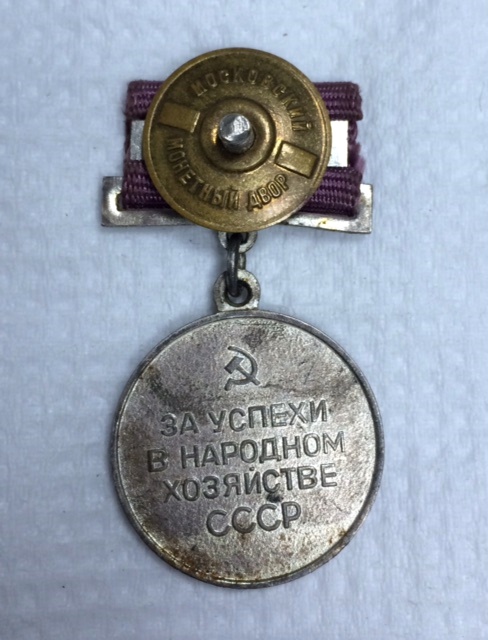 МОСКОВСКИЙ
МОНЕТНЫЙ ДВОР
ЗА УСПЕХИ
В НАРОДНОМ
ХОЗЯЙСТВЕ
СССР